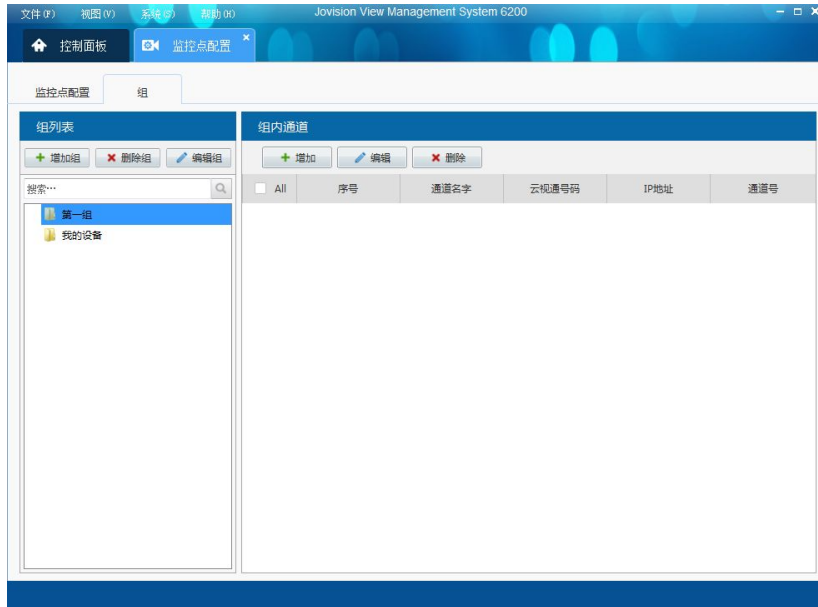 文件(F) 视图(V) 系统(C) 帮助(H) Jovision View Management System 6200
控制面板 监控点配置
监控点配置 组
组列表 组内通道
增加组 删除组 编辑组 增加 编辑 删除
搜索… All 序号 通道名字 云视通号码 IP地址 通道号
第一组
我的设备